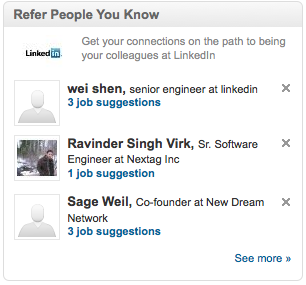 Refer People You Know
LinkedIn
Get your connections on the path to being
your colleagues at LinkedIn
wei shen, senior engineer at linkedin
3 job suggestions
Ravinder Singh Virk, Sr. Software
Engineer at Nextag Inc
1 job suggestion
Sage Weil, Co-founder at New Dream
Network
3 job suggestions
See more »